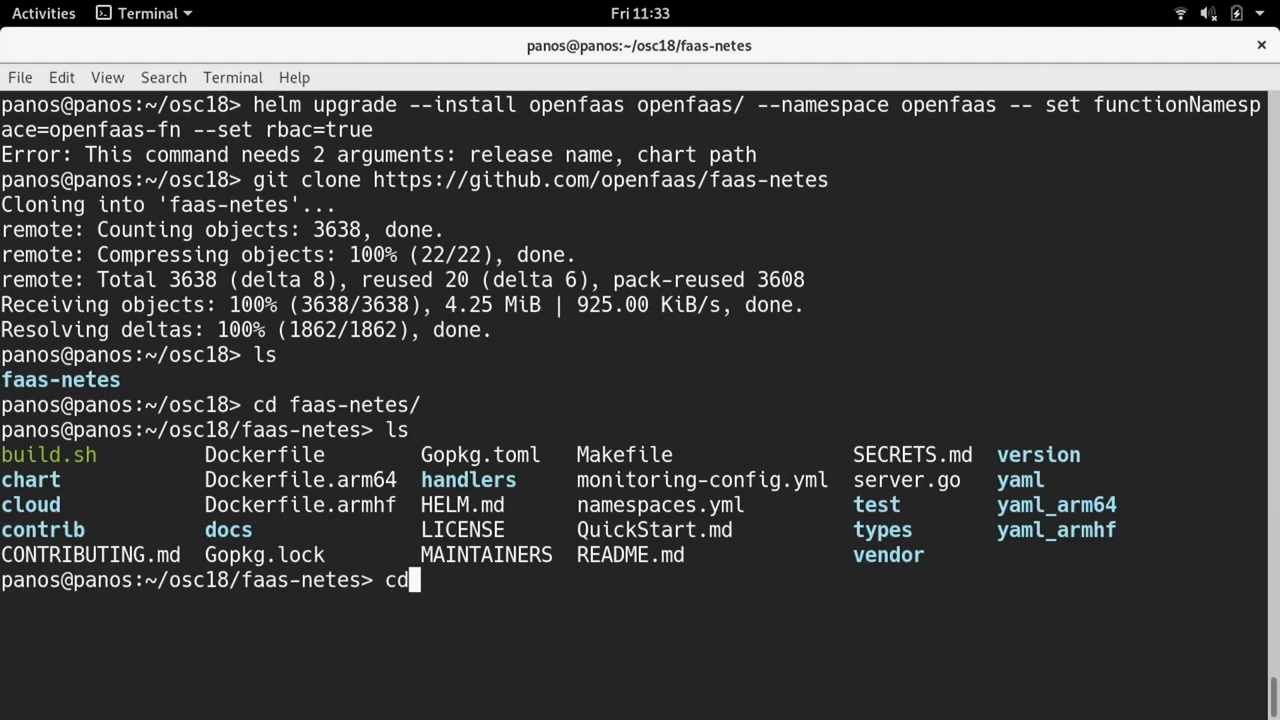 Activities Terminal Fri 11:33
panos@panos:~/osc18/faas-netes
File Edit View Search Terminal Help
panos@panos:~/osc18> helm upgrade --install openfaas openfaas/ --namespace openfaas -- set functionNamesp
ace=openfaas-fn --set rbac=true
Error: This command needs 2 arguments: release name, chart path
panos@panos:~/osc18> git clone https://github.com/openfaas/faas-netes
Cloning into 'faas-netes'...
remote: Counting objects: 3638, done.
remote: Compressing objects: 100% (22/22), done.
remote: Total 3638 (delta 8), reused 20 (delta 6), pack-reused 3608
Receiving objects: 100% (3638/3638), 4.25 MiB | 925.00 KiB/s, done.
Resolving deltas: 100% (1862/1862), done.
panos@panos:~/osc18> ls
faas-netes
panos@panos:~/osc18> cd faas-netes/
panos@panos:~/osc18/faas-netes> ls
build.sh Dockerfile Gopkg.toml Makefile SECRETS.md version
chart Dockerfile.arm64 handlers monitoring-config.yml server.go yaml
cloud Dockerfile.armhf HELM.md namespaces.yml test yaml_arm64
contrib docs LICENSE QuickStart.md types yaml_armhf
CONTRIBUTING.md Gopkg.lock MAINTAINERS README.md vendor
panos@panos:~/osc18/faas-netes> cd